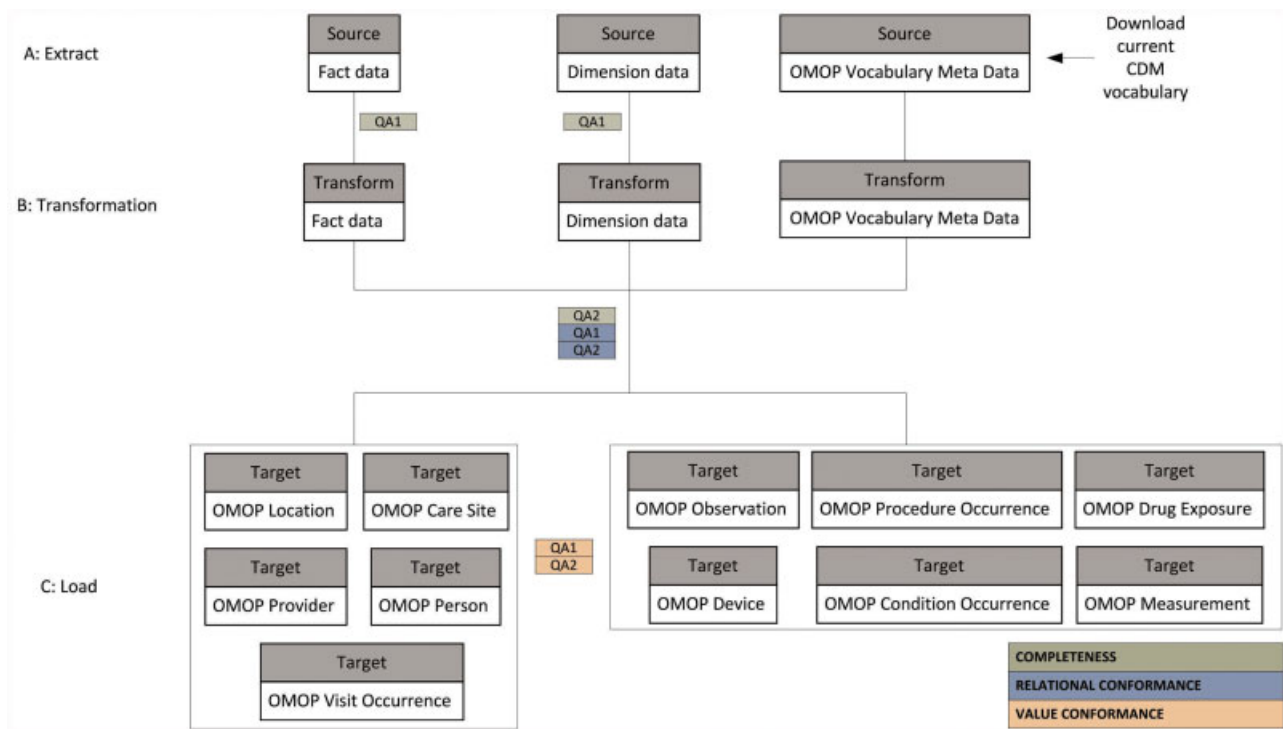 A: Extract
Source
Fact data
Source
Dimension data
Source
OMOP Vocabulary Meta Data
Download
current
CDM
vocabulary
QA1
QA1
B: Transformation
Transform
Fact data
Transform
Dimension data
Transform
OMOP Vocabulary Meta Data
QA2
QA1
QA2
C: Load
Target
OMOP Location
Target
OMOP Care Site
Target
OMOP Provider
Target
OMOP Person
Target
OMOP Visit Occurrence
QA1
QA2
Target
OMOP Observation
Target
OMOP Procedure Occurrence
Target
OMOP Drug Exposure
Target
OMOP Device
Target
OMOP Condition Occurrence
Target
OMOP Measurement
COMPLETENESS
RELATIONAL CONFORMANCE
VALUE CONFORMANCE